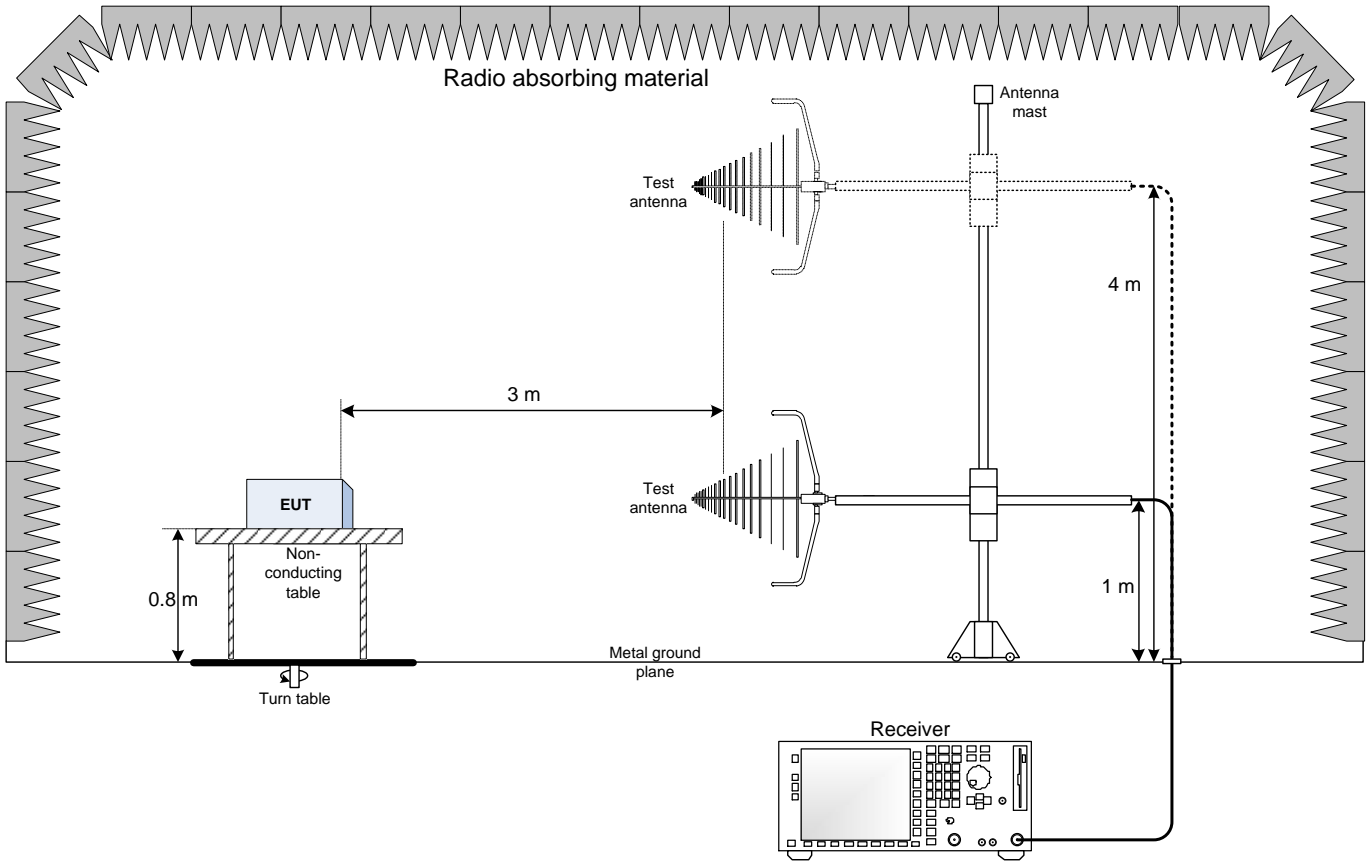 Radio absorbing material
Antenna
mast
Test
antenna
4 m
3 m
Test
antenna
EUT
Non-
conducting
table
0.8 m
1 m
Metal ground
plane
Turn table
Receiver